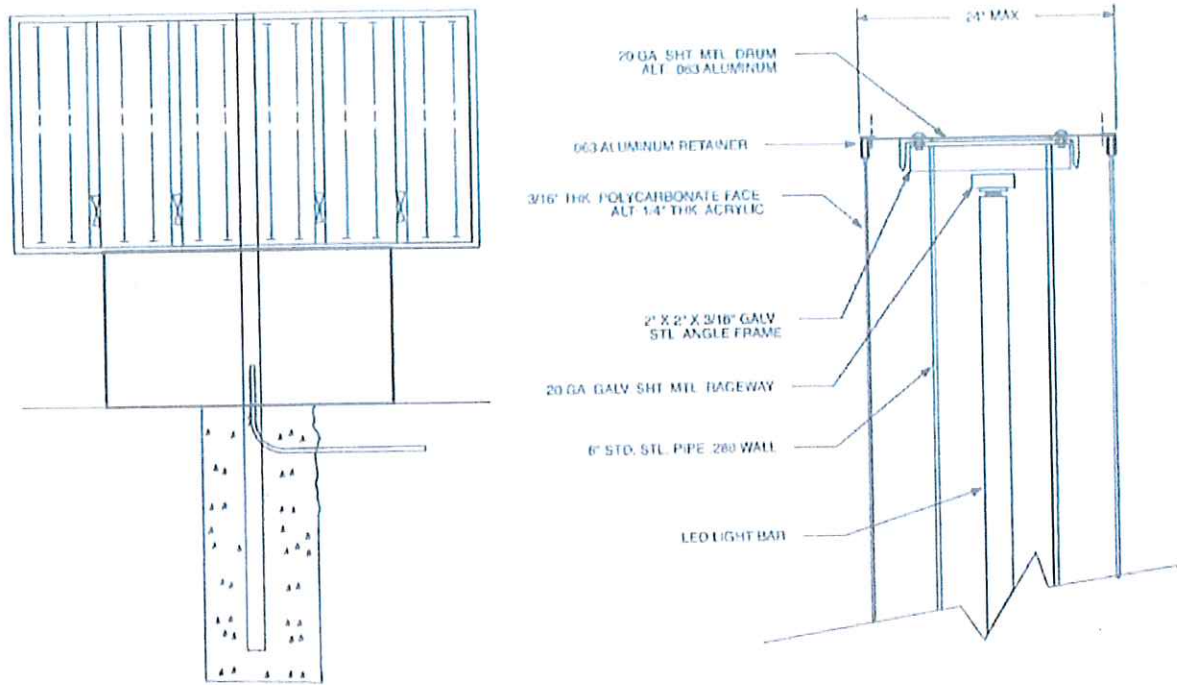 24" MAX
20 GA SHT MTL DRUM
ALT .063 ALUMINUM
.063 ALUMINUM RETAINER
3/16" THK POLYCARBONATE FACE
ALT 1/4" THK ACRYLIC
2" X 2" X 3/16" GALV
STL ANGLE FRAME
20 GA GALV SHT MTL RACEWAY
6" STD. STL. PIPE .280 WALL
LED LIGHT BAR